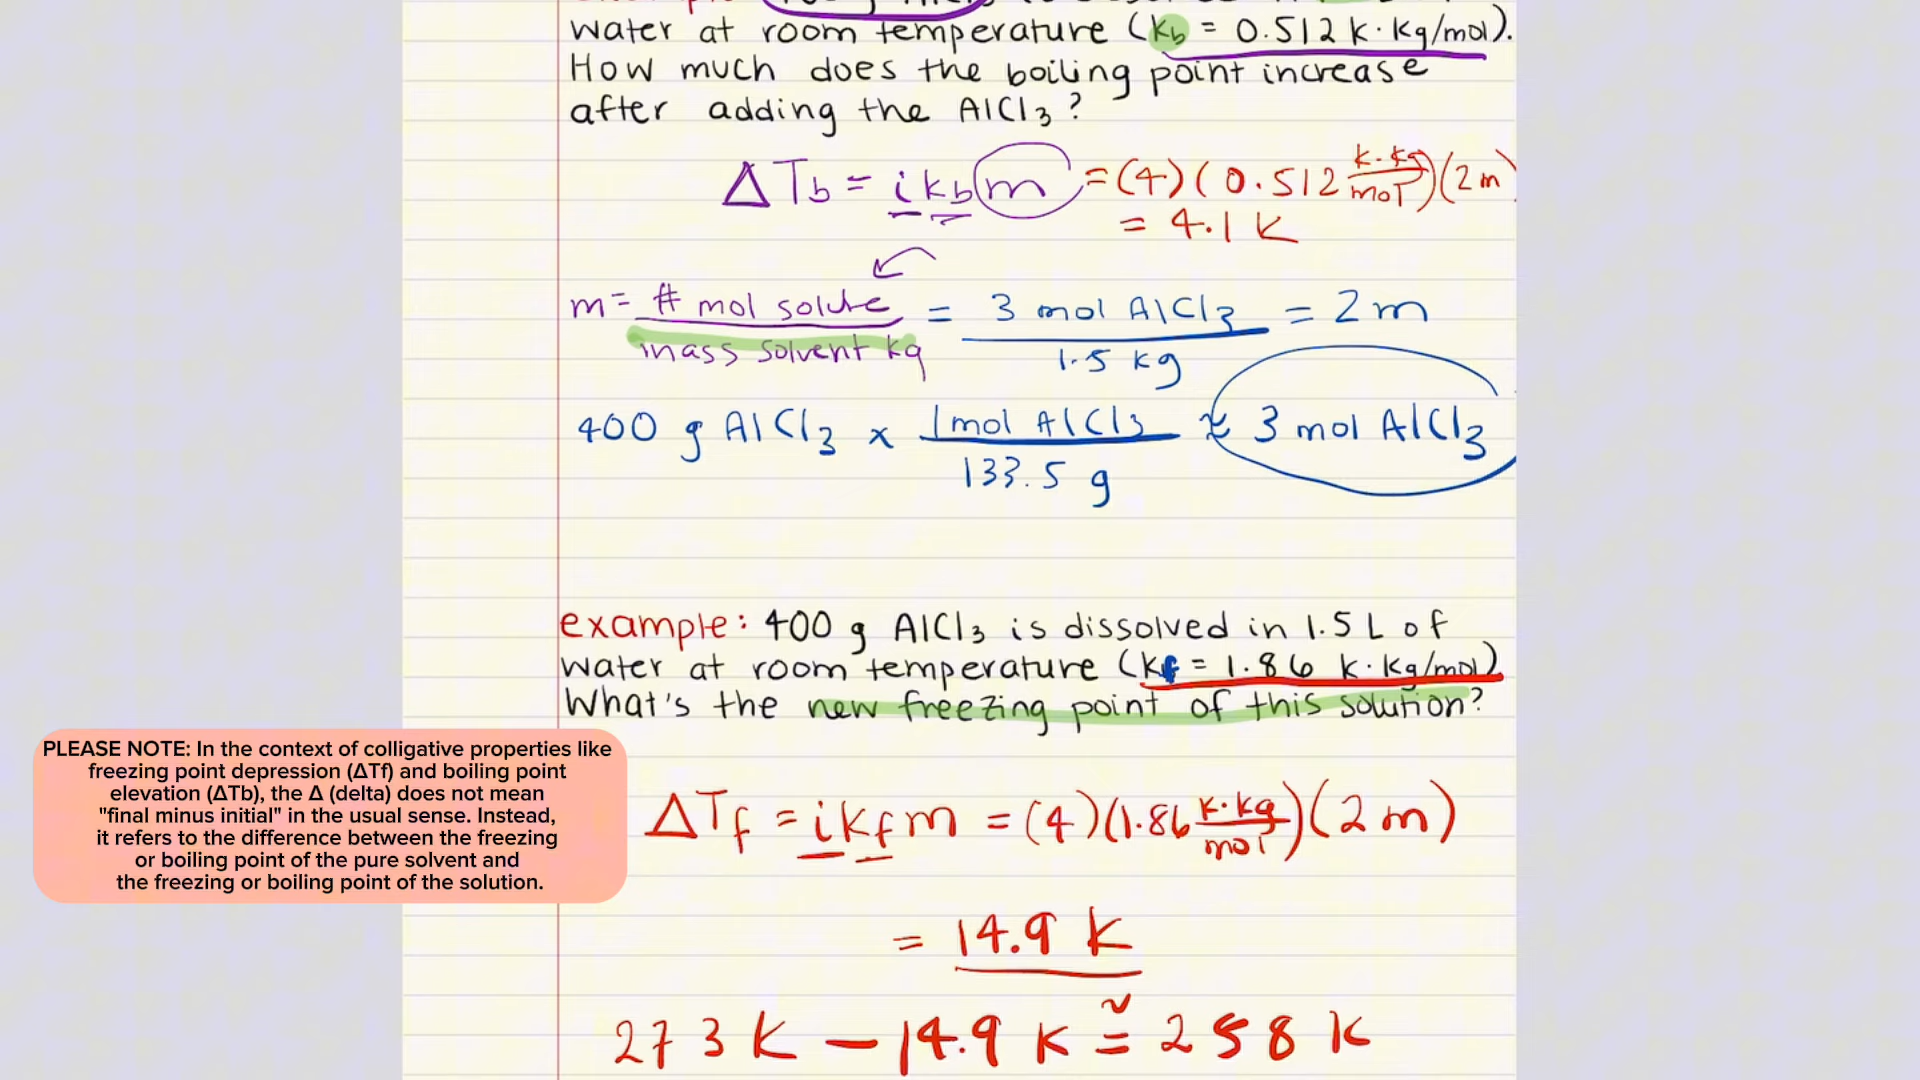 water at room temperature (kb = 0.512 k·kg/mol).
How much does the boiling point increase
after adding the AlCl3?
ΔTb = ikbm = (4)(0.512 k·kg/mol)(2m)
= 4.1 K
m = # mol solute / mass solvent kg = 3 mol AlCl3 / 1.5 kg = 2 m
400 g AlCl3 x 1 mol AlCl3 / 133.5 g ≈ 3 mol AlCl3
example: 400 g AlCl3 is dissolved in 1.5 L of
water at room temperature (kf = 1.86 k·kg/mol).
What's the new freezing point of this solution?
PLEASE NOTE: In the context of colligative properties like
freezing point depression (ΔTf) and boiling point
elevation (ΔTb), the Δ (delta) does not mean
"final minus initial" in the usual sense. Instead,
it refers to the difference between the freezing
or boiling point of the pure solvent and
the freezing or boiling point of the solution.
ΔTf = ikfm = (4)(1.86 k·kg/mol)(2 m)
= 14.9 K
273 K – 14.9 K ≅ 258 K